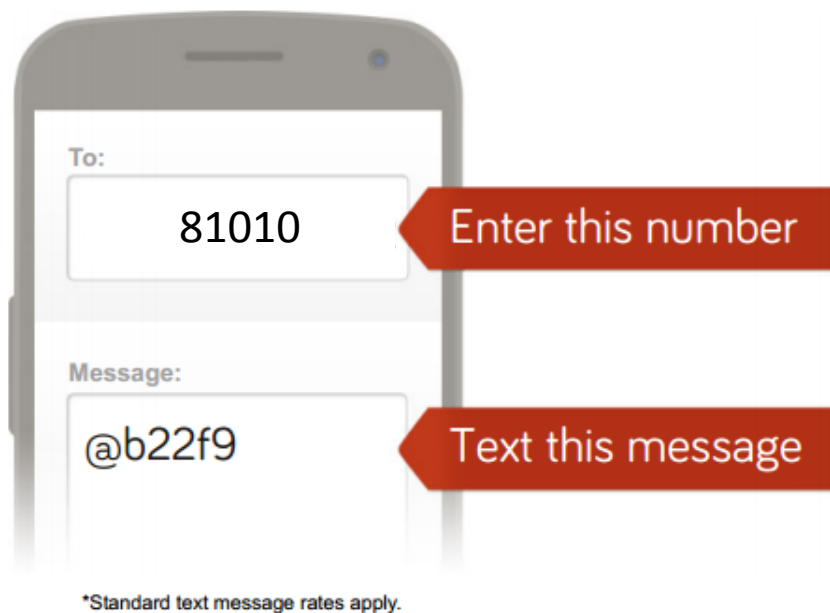 To:
81010
Enter this number
Message:
@b22f9
Text this message
*Standard text message rates apply.